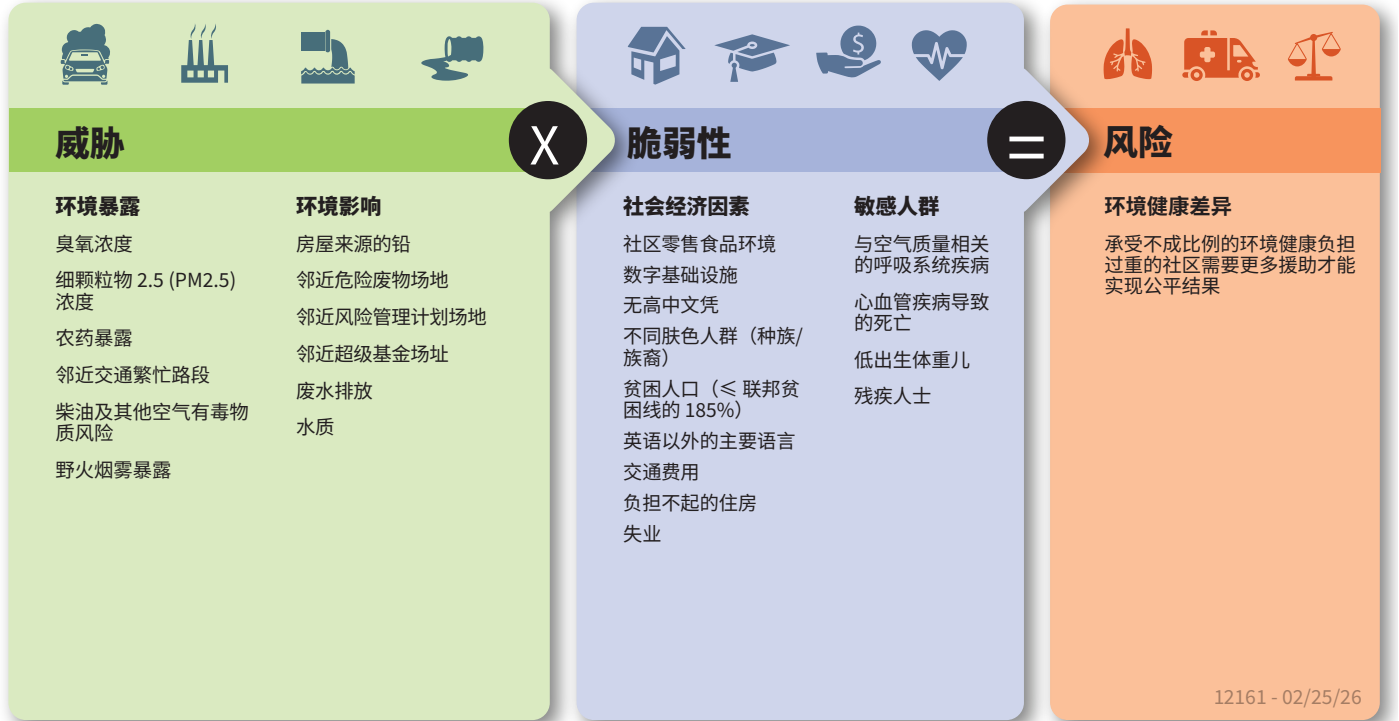 威胁
X
脆弱性
=
风险
环境暴露
臭氧浓度
细颗粒物 2.5 (PM2.5)
浓度
农药暴露
邻近交通繁忙路段
柴油及其他空气有毒物
质风险
野火烟雾暴露
环境影响
房屋来源的铅
邻近危险废物场地
邻近风险管理计划场地
邻近超级基金场址
废水排放
水质
社会经济因素
社区零售食品环境
数字基础设施
无高中文凭
不同肤色人群（种族/
族裔）
贫困人口（≤ 联邦贫
困线的 185%）
英语以外的主要语言
交通费用
负担不起的住房
失业
敏感人群
与空气质量相关
的呼吸系统疾病
心血管疾病导致
的死亡
低出生体重儿
残疾人士
环境健康差异
承受不成比例的环境健康负担
过重的社区需要更多援助才能
实现公平结果
12161 - 02/25/26